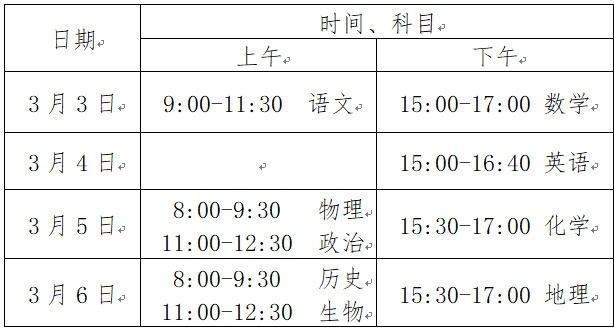 日期
时间、科目
上午
下午
3月3日
9:00-11:30 语文
15:00-17:00 数学
3月4日
15:00-16:40 英语
3月5日
8:00-9:30 物理
11:00-12:30 政治
15:30-17:00 化学
3月6日
8:00-9:30 历史
11:00-12:30 生物
15:30-17:00 地理